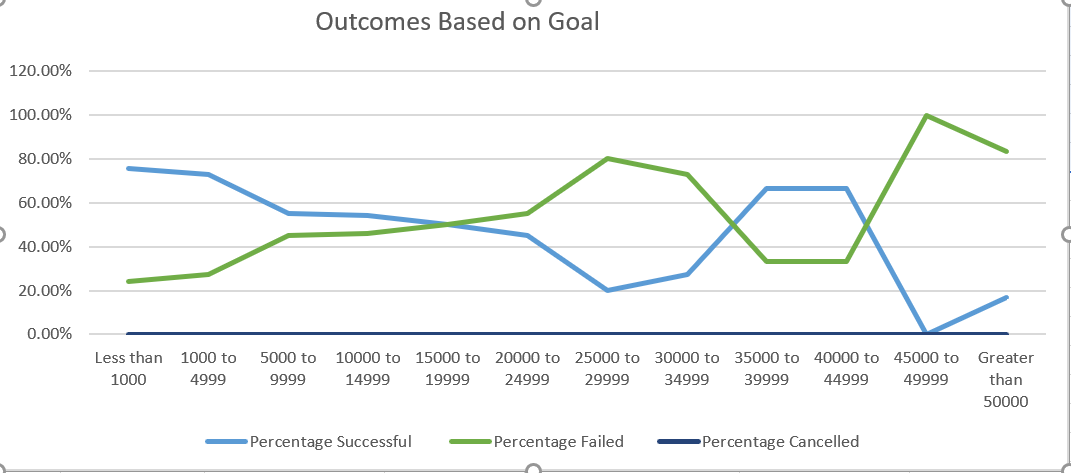 Outcomes Based on Goal
120.00%
100.00%
80.00%
60.00%
40.00%
20.00%
0.00%
Less than 1000 to 5000 to 10000 to 15000 to 20000 to 25000 to 30000 to 35000 to 40000 to 45000 to Greater
1000 4999 9999 14999 19999 24999 29999 34999 39999 44999 49999 than
50000
Percentage Successful Percentage Failed Percentage Cancelled